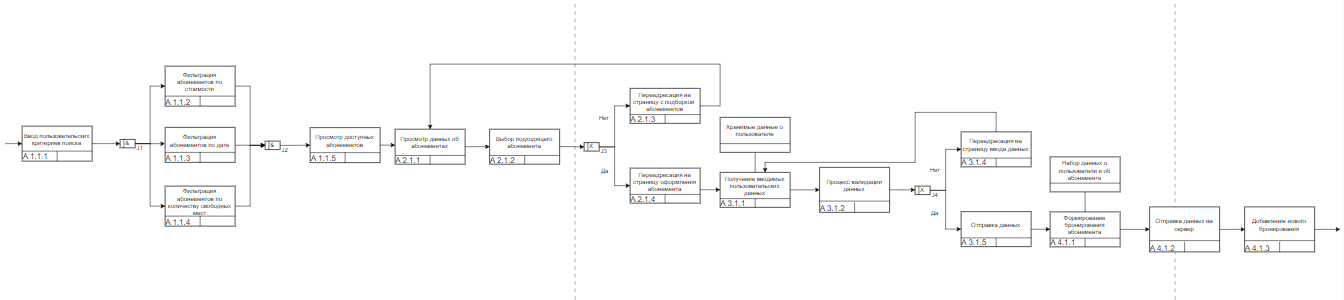 Ввод пользовательских
критериев поиска
A 1.1.1
&
J1
Фильтрация
абонементов по
стоимости
A 1.1.2
Фильтрация
абонементов по дате
A 1.1.3
Фильтрация
абонементов по
количеству свободных
мест
A 1.1.4
&
J2
Просмотр доступных
абонементов
A 1.1.5
Просмотр данных об
абонементах
A 2.1.1
Выбор подходящего
абонемента
A 2.1.2
X
J3
Нет
Да
Переадресация на
страницу с подборкой
абонементов
A 2.1.3
Переадресация на
страницу оформления
абонемента
A 2.1.4
Хранимые данные о
пользователе
Получение вводимых
пользовательских
данных
A 3.1.1
Процесс валидации
данных
A 3.1.2
X
J4
Нет
Да
Переадресация на
страницу ввода данных
A 3.1.4
Отправка данных
A 3.1.5
Набор данных о
пользователи и об
абонементе
Формирование
бронирования
абонемента
A 4.1.1
Отправка данных на
сервер
A 4.1.2
Добавление нового
бронирования
A 4.1.3